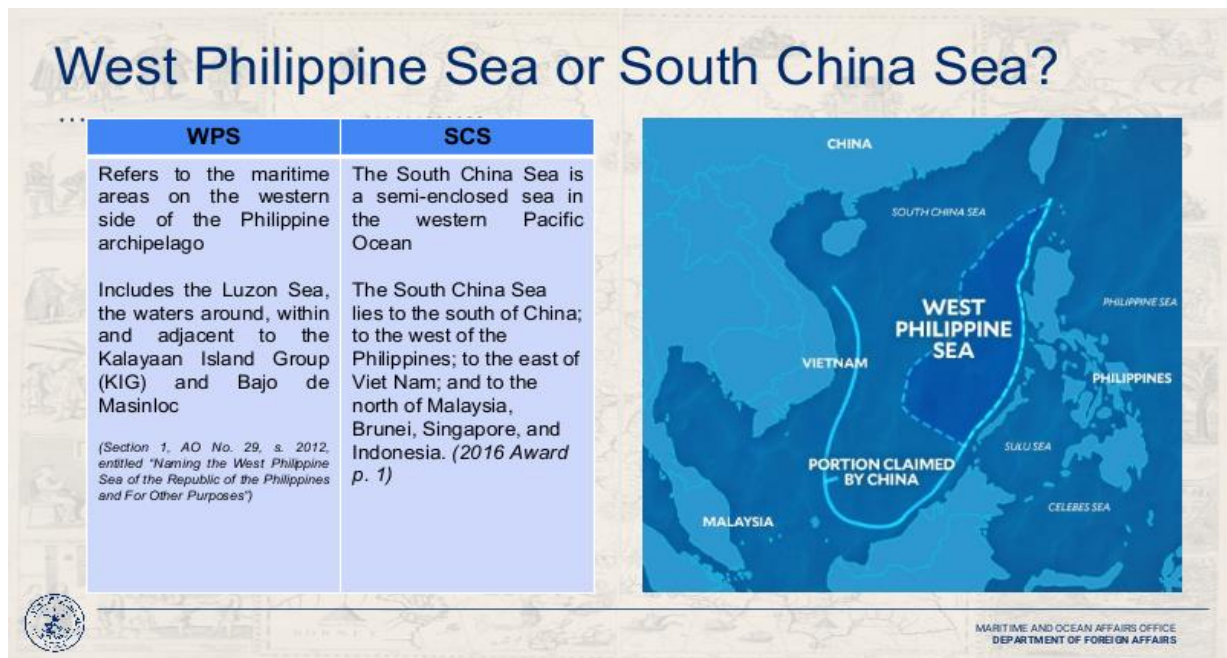 West Philippine Sea or South China Sea?
WPS
Refers to the maritime
areas on the western
side of the Philippine
archipelago
Includes the Luzon Sea,
the waters around, within
and adjacent to the
Kalayaan Island Group
(KIG) and Bajo de
Masinloc
(Section 1, AO No. 29, s. 2012,
entitled "Naming the West Philippine
Sea of the Republic of the Philippines
and For Other Purposes")
SCS
The South China Sea is
a semi-enclosed sea in
the western Pacific
Ocean
The South China Sea
lies to the south of China;
to the west of the
Philippines; to the east of
Viet Nam; and to the
north of Malaysia,
Brunei, Singapore, and
Indonesia. (2016 Award
p. 1)
CHINA
SOUTH CHINA SEA
WEST
PHILIPPINE
SEA
PHILIPPINE SEA
VIETNAM
PHILIPPINES
SULU SEA
PORTION CLAIMED
BY CHINA
CELEBES SEA
MALAYSIA
MARITIME AND OCEAN AFFAIRS OFFICE
DEPARTMENT OF FOREIGN AFFAIRS